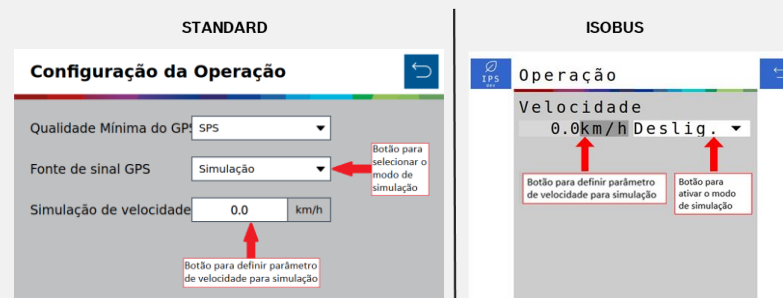 STANDARD
Configuração da Operação
Qualidade Mínima do GPS
SPS
Fonte de sinal GPS
Simulação
Botão para
selecionar o
modo de
simulação
Simulação de velocidade
0.0
km/h
Botão para definir parâmetro
de velocidade para simulação
ISOBUS
IPS
Operação
Velocidade
0.0km/h
Deslig.
Botão para definir parâmetro
de velocidade para simulação
Botão para
ativar o modo
de simulação